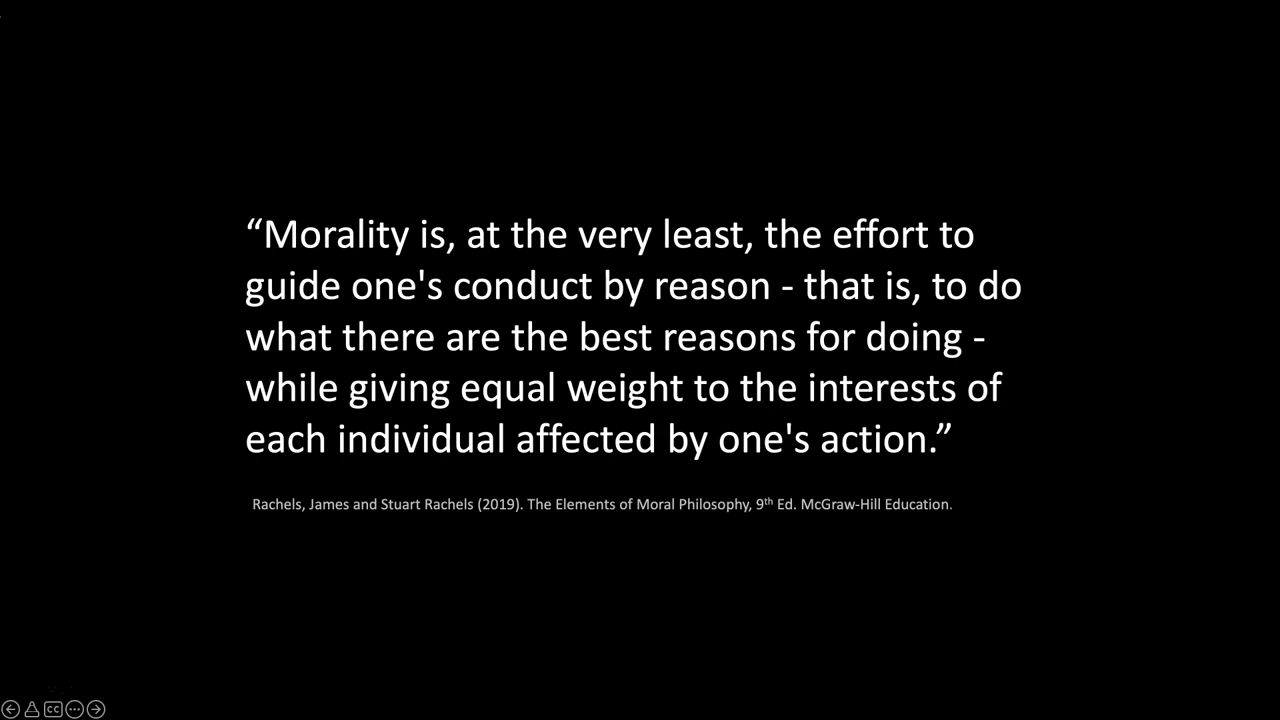 “Morality is, at the very least, the effort to
guide one's conduct by reason - that is, to do
what there are the best reasons for doing -
while giving equal weight to the interests of
each individual affected by one's action.”
Rachels, James and Stuart Rachels (2019). The Elements of Moral Philosophy, 9th Ed. McGraw-Hill Education.
CC